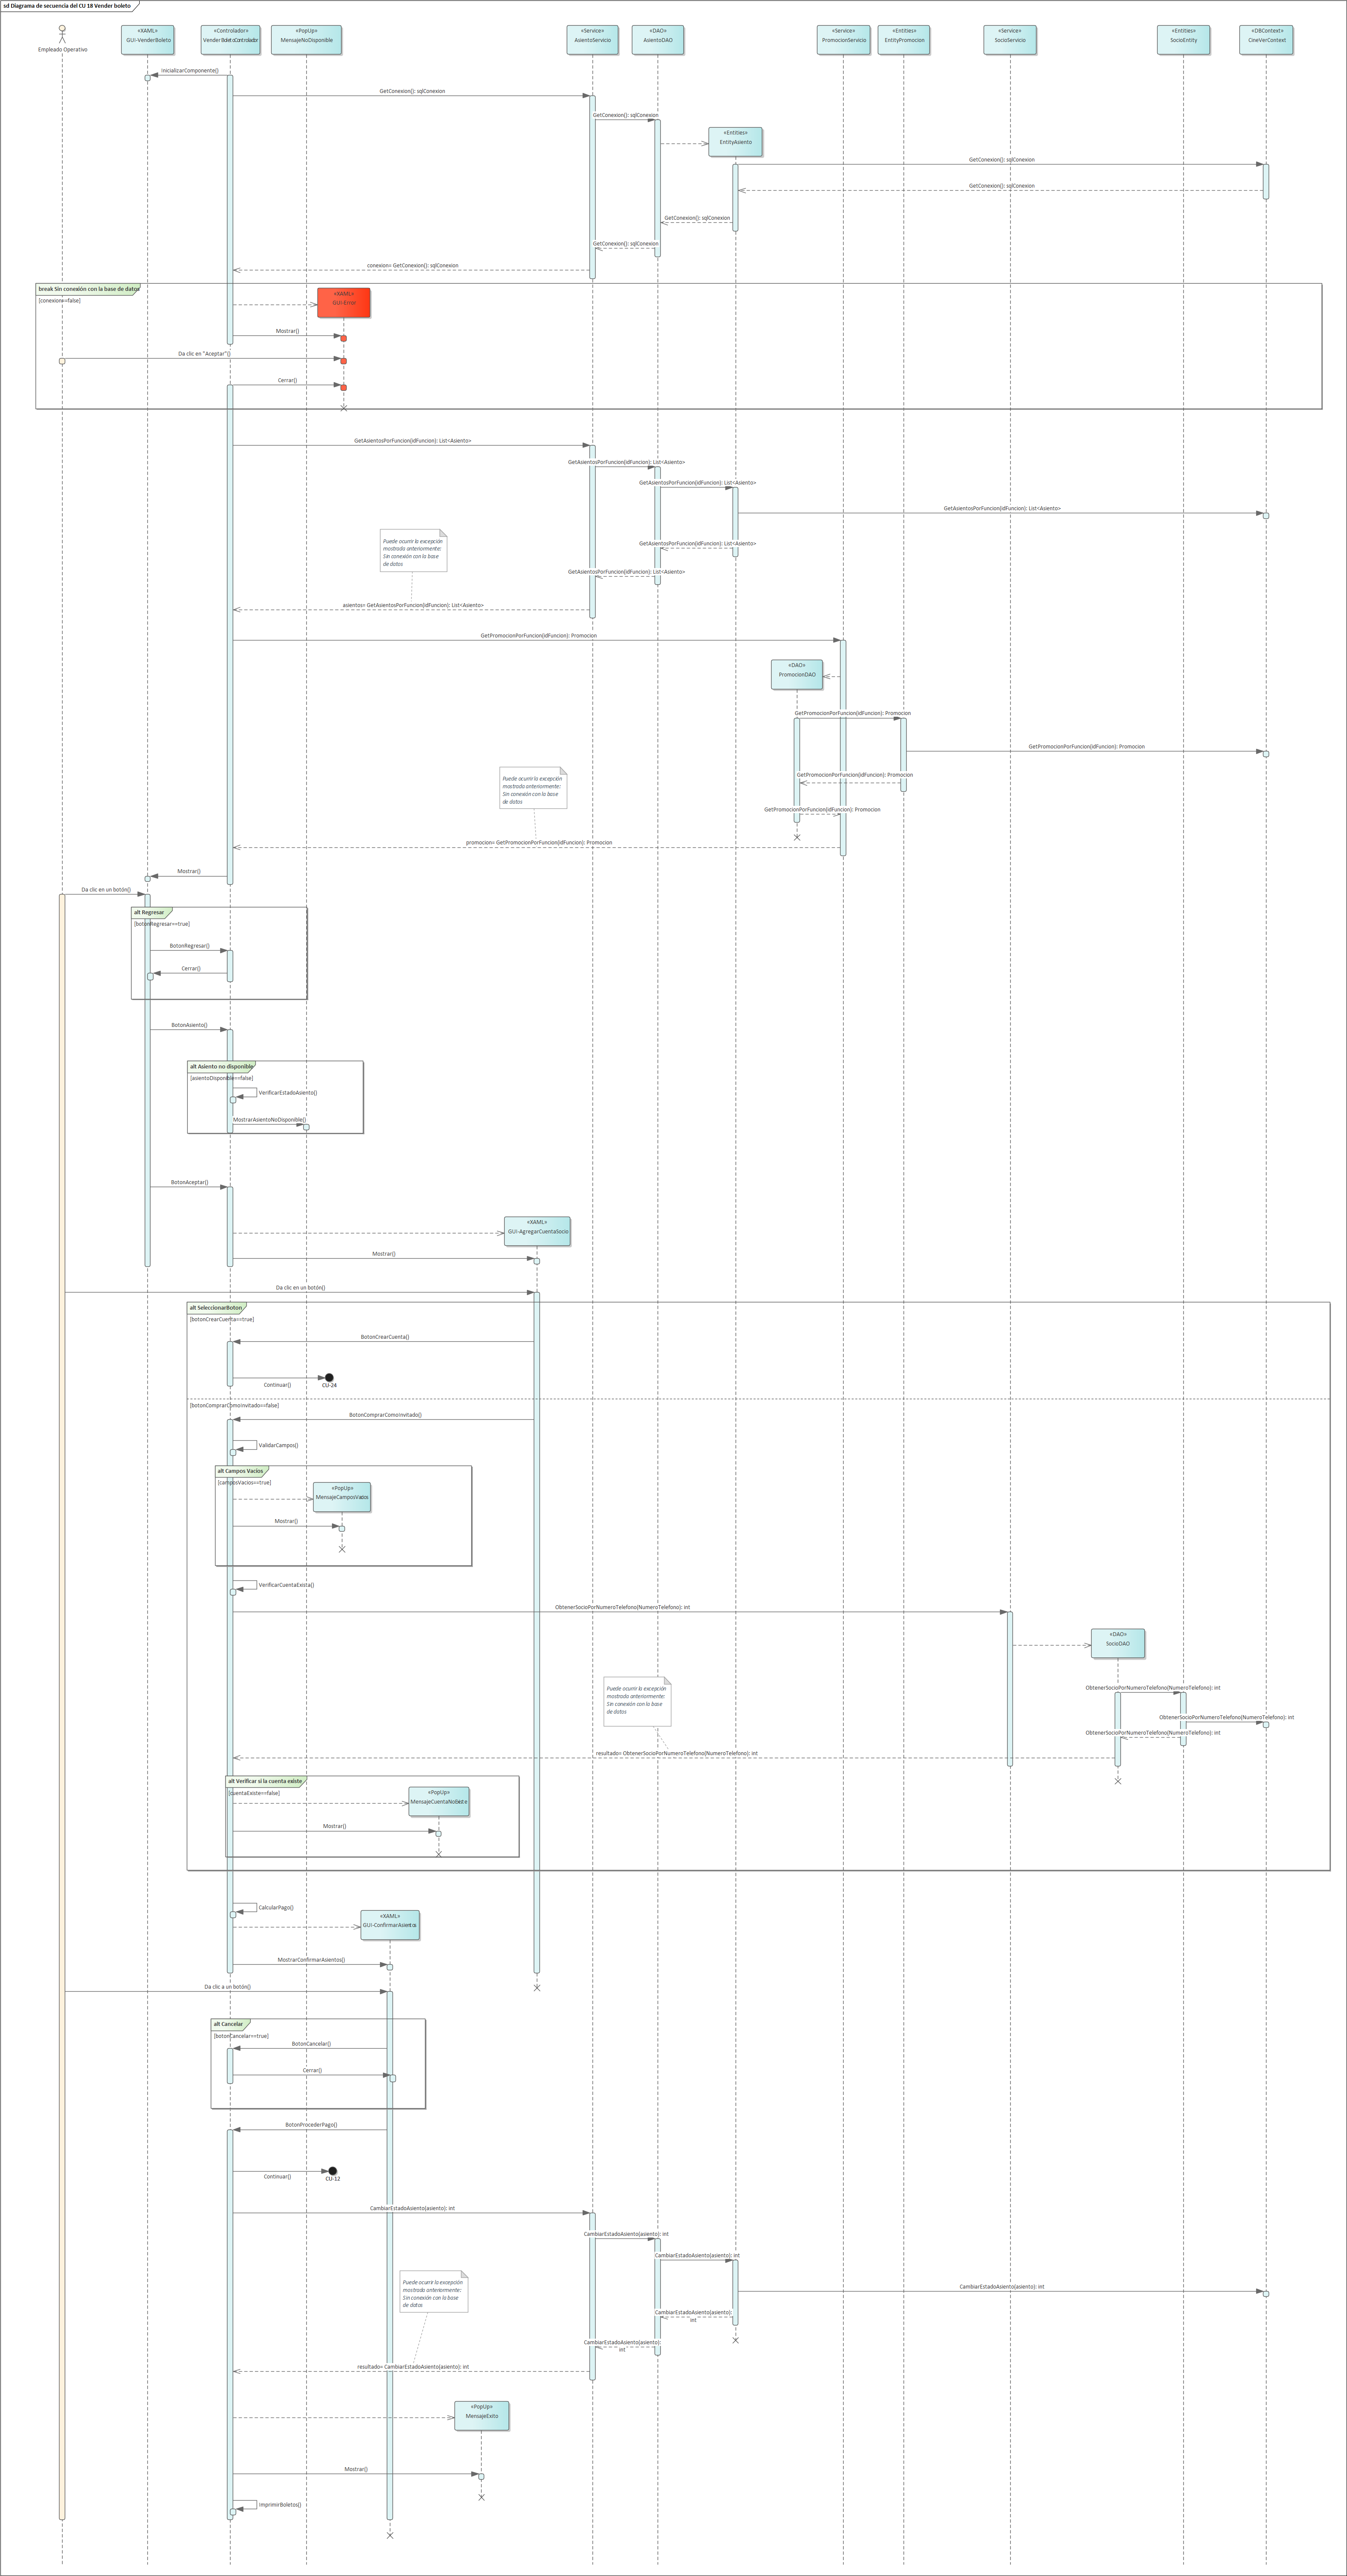 sd Diagrama de secuencia del CU 18 Vender boleto
Empleado Operativo
«XAML»
GUI-VenderBoleto
«Controlador»
VenderBoletoControlador
«PopUp»
MensajeNoDisponible
«Service»
AsientoServicio
«DAO»
AsientoDAO
«Service»
PromocionServicio
«Entities»
EntityPromocion
«Service»
SocioServicio
«Entities»
SocioEntity
«DBContext»
CineVerContext
InicializarComponente()
GetConexion(): sqlConexion
GetConexion(): sqlConexion
«Entities»
EntityAsiento
GetConexion(): sqlConexion
GetConexion(): sqlConexion
GetConexion(): sqlConexion
GetConexion(): sqlConexion
conexion= GetConexion(): sqlConexion
break Sin conexión con la base de datos
[conexion==false]
«XAML»
GUI-Error
Mostrar()
Da clic en "Aceptar"()
Cerrar()
GetAsientosPorFuncion(idFuncion): List<Asiento>
GetAsientosPorFuncion(idFuncion): List<Asiento>
GetAsientosPorFuncion(idFuncion): List<Asiento>
GetAsientosPorFuncion(idFuncion): List<Asiento>
Puede ocurrir la excepción
mostrada anteriormente:
Sin conexión con la base
de datos
GetAsientosPorFuncion(idFuncion): List<Asiento>
GetAsientosPorFuncion(idFuncion): List<Asiento>
asientos= GetAsientosPorFuncion(idFuncion): List<Asiento>
GetPromocionPorFuncion(idFuncion): Promocion
«DAO»
PromocionDAO
GetPromocionPorFuncion(idFuncion): Promocion
GetPromocionPorFuncion(idFuncion): Promocion
Puede ocurrir la excepción
mostrada anteriormente:
Sin conexión con la base
de datos
GetPromocionPorFuncion(idFuncion): Promocion
GetPromocionPorFuncion(idFuncion): Promocion
promocion= GetPromocionPorFuncion(idFuncion): Promocion
Mostrar()
Da clic en un botón()
alt Regresar
[botonRegresar==true]
BotonRegresar()
Cerrar()
BotonAsiento()
alt Asiento no disponible
[asientoDisponible==false]
VerificarEstadoAsiento()
MostrarAsientoNoDisponible()
BotonAceptar()
«XAML»
GUI-AgregarCuentaSocio
Mostrar()
Da clic en un botón()
alt SeleccionarBoton
[botonCrearCuenta==true]
BotonCrearCuenta()
Continuar()
CU-24
[botonComprarComoInvitado==false]
BotonComprarComoInvitado()
ValidarCampos()
alt Campos Vacios
[camposVacios==true]
«PopUp»
MensajeCamposVacios
Mostrar()
VerificarCuentaExista()
ObtenerSocioPorNumeroTelefono(NumeroTelefono): int
«DAO»
SocioDAO
Puede ocurrir la excepción
mostrada anteriormente:
Sin conexión con la base
de datos
ObtenerSocioPorNumeroTelefono(NumeroTelefono): int
ObtenerSocioPorNumeroTelefono(NumeroTelefono): int
ObtenerSocioPorNumeroTelefono(NumeroTelefono): int
resultado= ObtenerSocioPorNumeroTelefono(NumeroTelefono): int
alt Verificar si la cuenta existe
[cuentaExiste==false]
«PopUp»
MensajeCuentaNoExiste
Mostrar()
CalcularPago()
«XAML»
GUI-ConfirmarAsientos
MostrarConfirmarAsientos()
Da clic a un botón()
alt Cancelar
[botonCancelar==true]
BotonCancelar()
Cerrar()
BotonProcederPago()
Continuar()
CU-12
CambiarEstadoAsiento(asiento): int
CambiarEstadoAsiento(asiento): int
CambiarEstadoAsiento(asiento): int
Puede ocurrir la excepción
mostrada anteriormente:
Sin conexión con la base
de datos
CambiarEstadoAsiento(asiento): int
CambiarEstadoAsiento(asiento):
int
CambiarEstadoAsiento(asiento):
int
resultado= CambiarEstadoAsiento(asiento): int
«PopUp»
MensajeExito
Mostrar()
ImprimirBoletos()